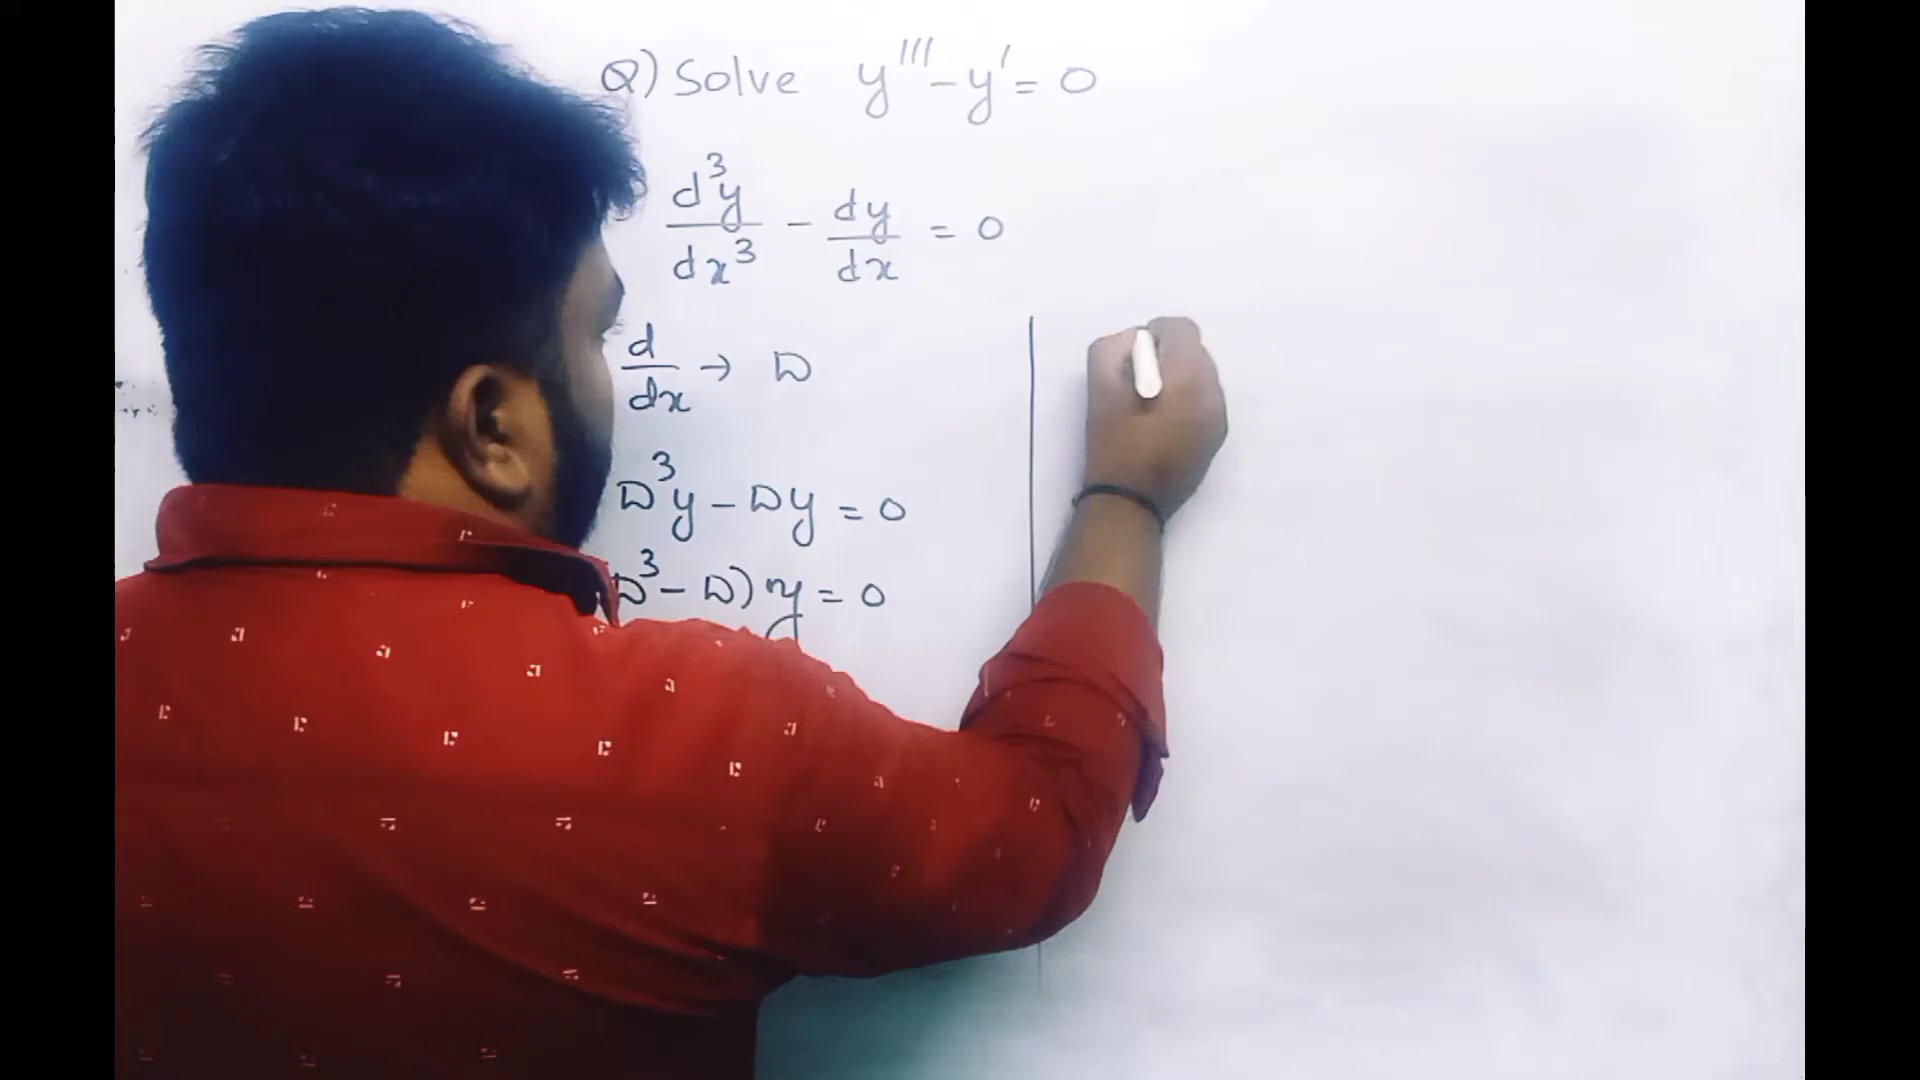 Q) Solve y''' - y' = 0
d³y/dx³ - dy/dx = 0
d/dx → D
D³y - Dy = 0
D³ - D) y = 0